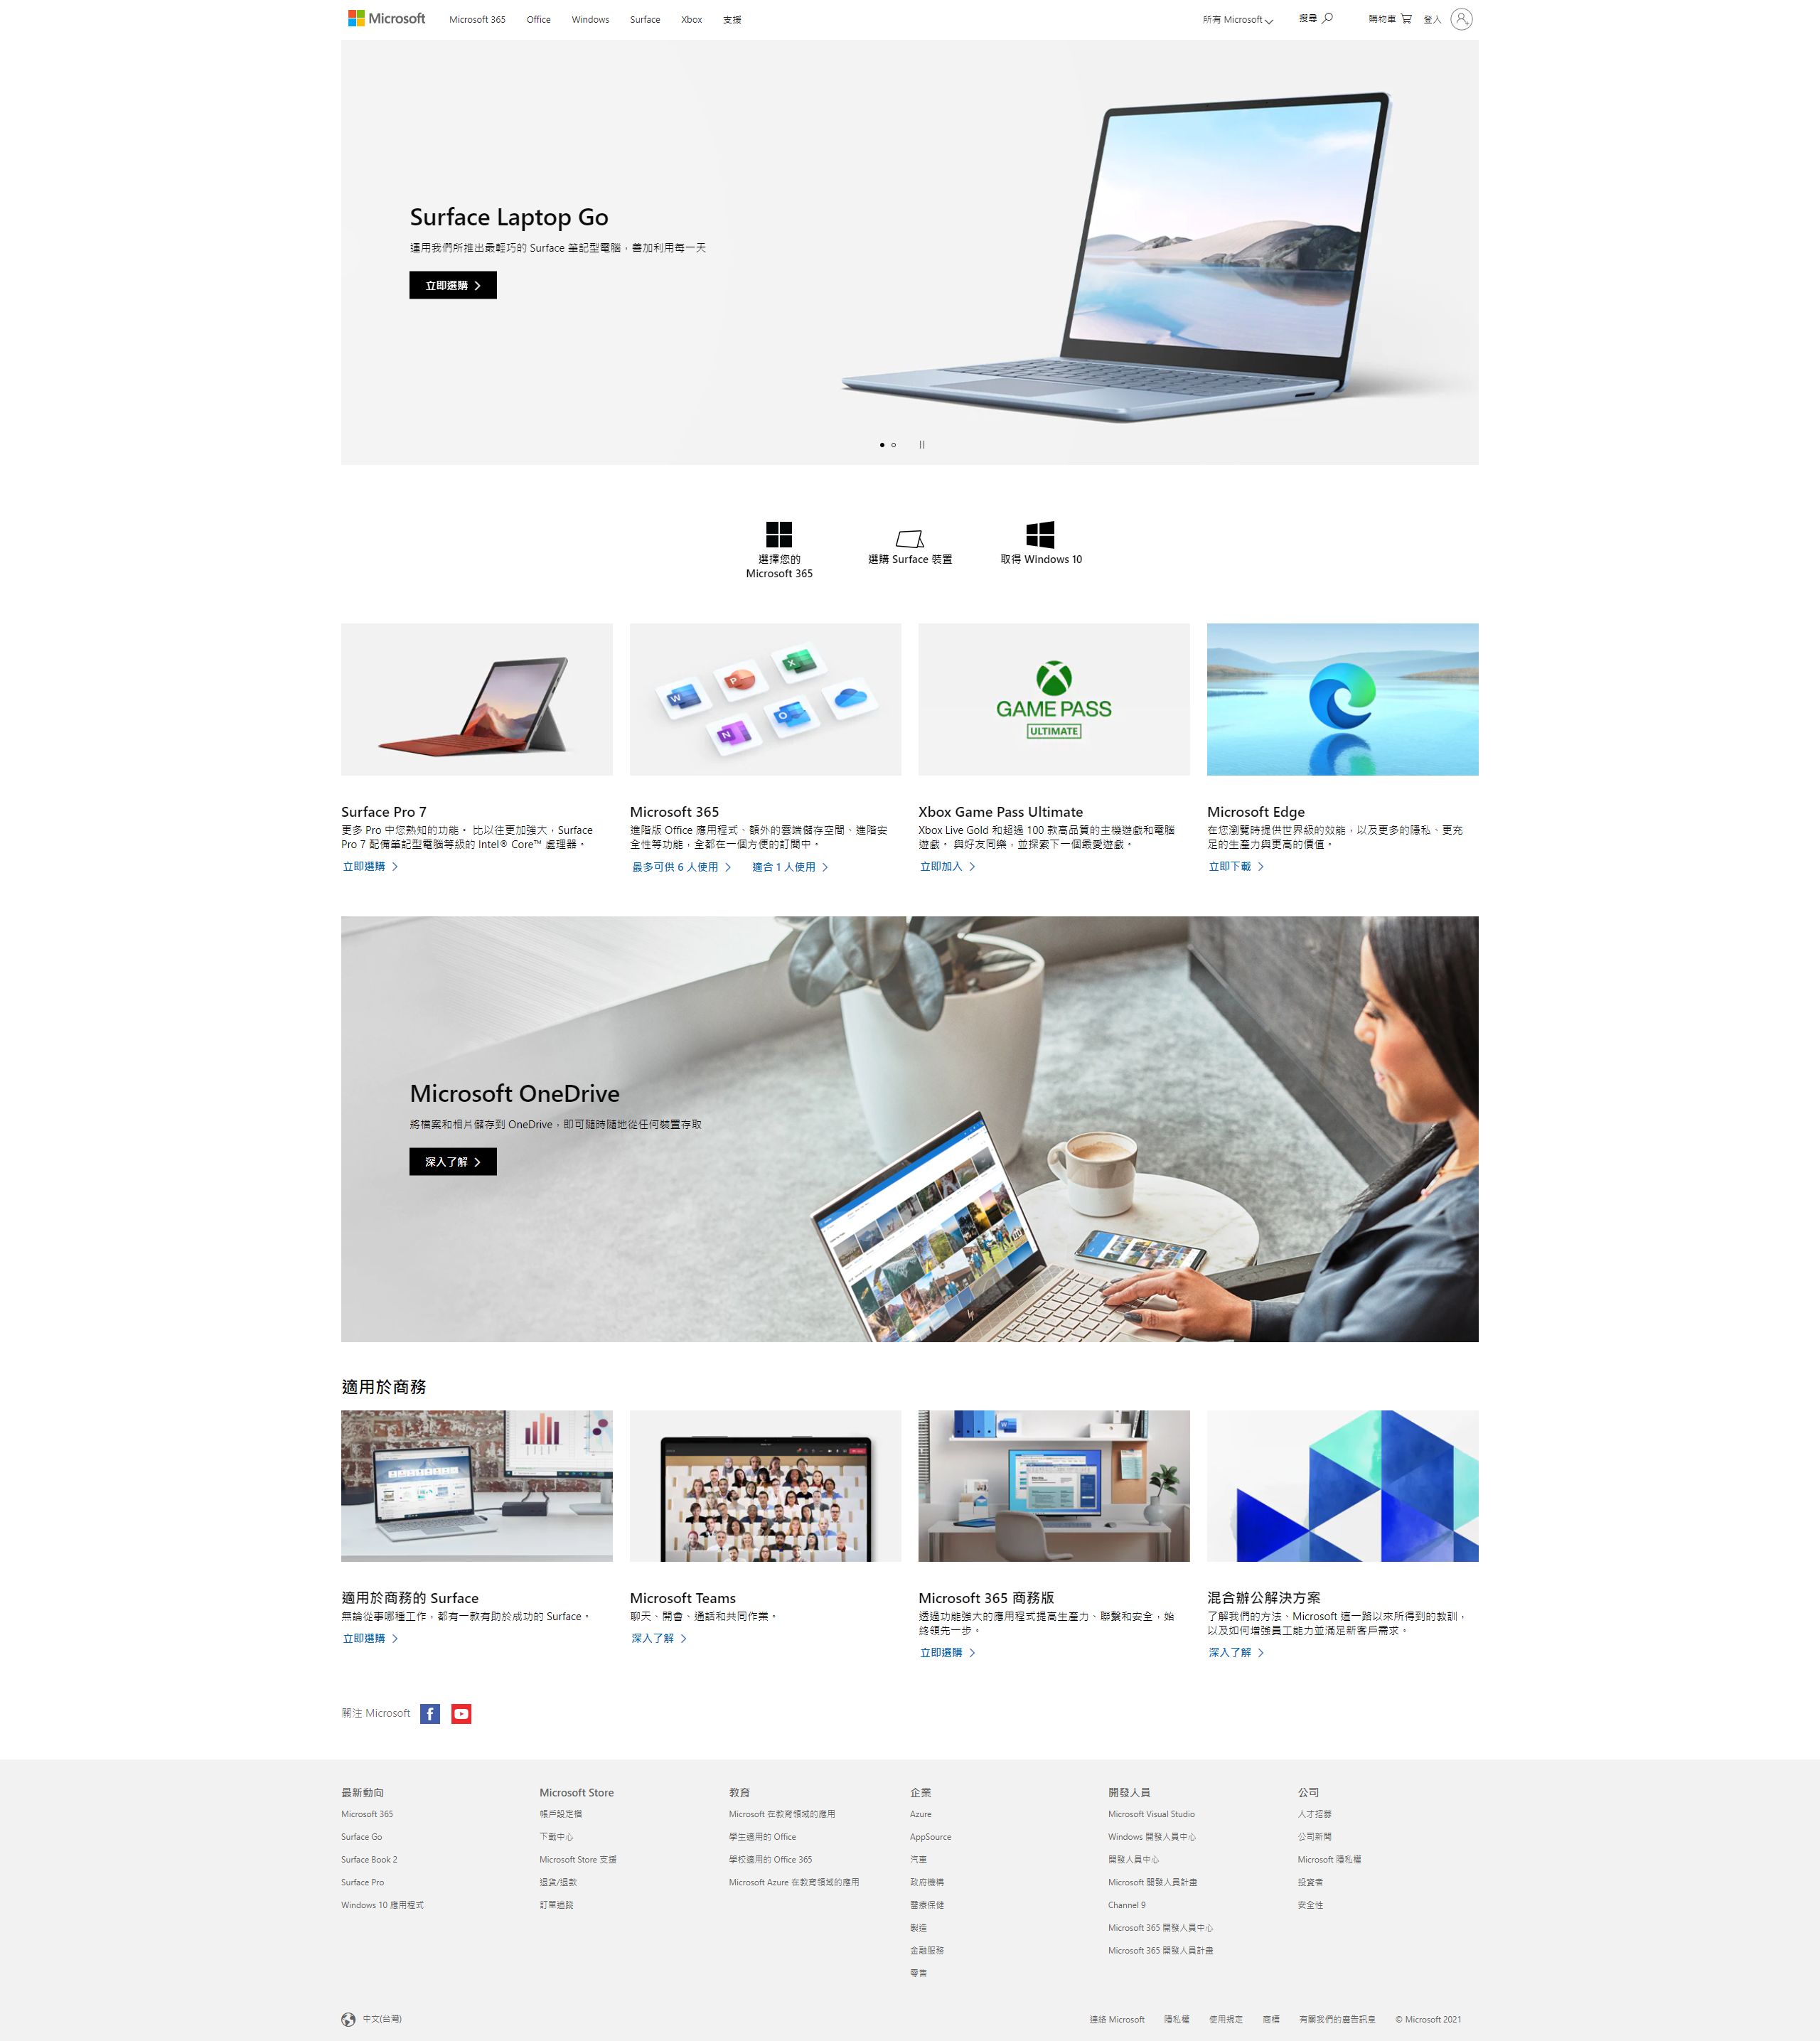 Microsoft
Microsoft 365
Office
Windows
Surface
Xbox
支援
所有 Microsoft
搜尋
購物車
登入
Surface Laptop Go
運用我們所推出最輕巧的 Surface 筆記型電腦，善加利用每一天
立即選購
選擇您的
Microsoft 365
選購 Surface 裝置
取得 Windows 10
GAME PASS
ULTIMATE
Surface Pro 7
更多 Pro 中您熟知的功能。 比以往更加強大，Surface
Pro 7 配備筆記型電腦等級的 Intel® Core™ 處理器。
立即選購
Microsoft 365
進階版 Office 應用程式、額外的雲端儲存空間、進階安
全性等功能，全都在一個方便的訂閱中。
最多可供 6 人使用
適合 1 人使用
Xbox Game Pass Ultimate
Xbox Live Gold 和超過 100 款高品質的主機遊戲和電腦
遊戲。 與好友同樂，並探索下一個最愛遊戲。
立即加入
Microsoft Edge
在您瀏覽時提供世界級的效能，以及更多的隱私、更充
足的生產力與更高的價值。
立即下載
Microsoft OneDrive
將檔案和相片儲存到 OneDrive，即可隨時隨地從任何裝置存取
深入了解
適用於商務
適用於商務的 Surface
無論從事哪種工作，都有一款有助於成功的 Surface。
立即選購
Microsoft Teams
聊天、開會、通話和共同作業。
深入了解
Microsoft 365 商務版
透過功能強大的應用程式提高生產力、聯繫和安全，始
終領先一步。
立即選購
混合辦公解決方案
了解我們的方法、Microsoft 這一路以來所得到的教訓，
以及如何增強員工能力並滿足新客戶需求。
深入了解
關注 Microsoft
最新動向
Microsoft 365
Surface Go
Surface Book 2
Surface Pro
Windows 10 應用程式
Microsoft Store
帳戶設定檔
下載中心
Microsoft Store 支援
退貨/退款
訂單追蹤
教育
Microsoft 在教育領域的應用
學生適用的 Office
學校適用的 Office 365
Microsoft Azure 在教育領域的應用
企業
Azure
AppSource
汽車
政府機構
醫療保健
製造
金融服務
零售
開發人員
Microsoft Visual Studio
Windows 開發人員中心
開發人員中心
Microsoft 開發人員計畫
Channel 9
Microsoft 365 開發人員中心
Microsoft 365 開發人員計畫
公司
人才招募
公司新聞
Microsoft 隱私權
投資者
安全性
中文(台灣)
連絡 Microsoft
隱私權
使用規定
商標
有關我們的廣告訊息
© Microsoft 2021